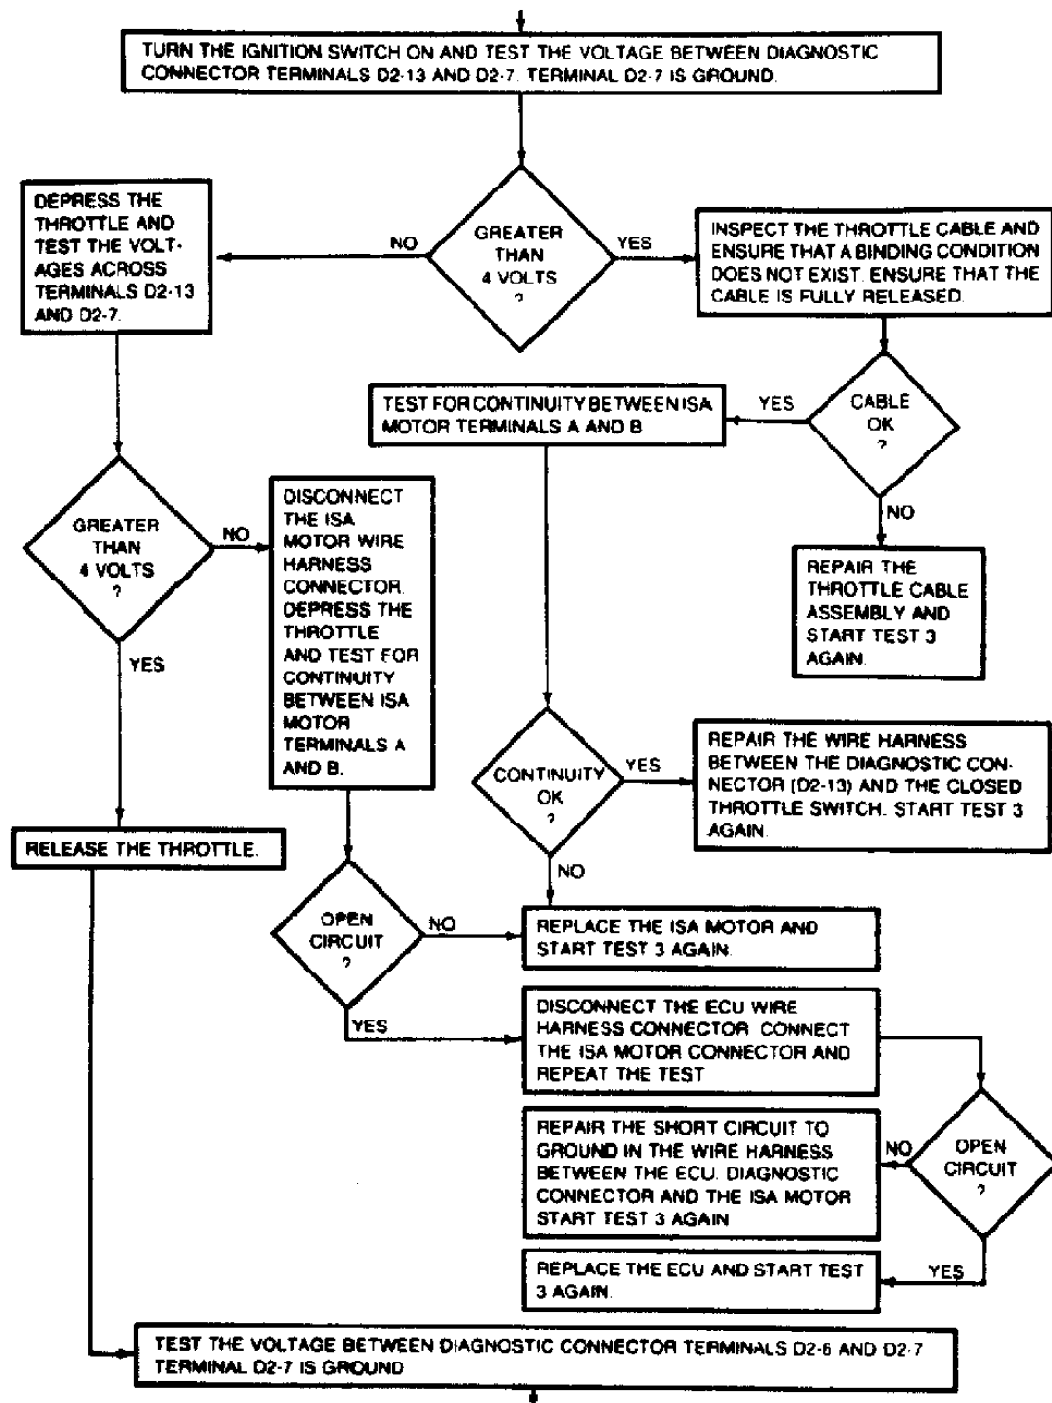 TURN THE IGNITION SWITCH ON AND TEST THE VOLTAGE BETWEEN DIAGNOSTIC
CONNECTOR TERMINALS D2-13 AND D2-7. TERMINAL D2-7 IS GROUND.
DEPRESS THE
THROTTLE AND
TEST THE VOLT-
AGES ACROSS
TERMINALS D2-13
AND D2-7.
NO
GREATER
THAN
4 VOLTS
?
YES
INSPECT THE THROTTLE CABLE AND
ENSURE THAT A BINDING CONDITION
DOES NOT EXIST. ENSURE THAT THE
CABLE IS FULLY RELEASED.
TEST FOR CONTINUITY BETWEEN ISA
MOTOR TERMINALS A AND B
YES
CABLE
OK
?
NO
REPAIR THE
THROTTLE CABLE
ASSEMBLY AND
START TEST 3
AGAIN.
GREATER
THAN
4 VOLTS
?
NO
YES
DISCONNECT
THE ISA
MOTOR WIRE
HARNESS
CONNECTOR.
DEPRESS THE
THROTTLE
AND TEST FOR
CONTINUITY
BETWEEN ISA
MOTOR
TERMINALS A
AND B.
CONTINUITY
OK
?
YES
NO
REPAIR THE WIRE HARNESS
BETWEEN THE DIAGNOSTIC CON-
NECTOR (D2-13) AND THE CLOSED
THROTTLE SWITCH. START TEST 3
AGAIN.
RELEASE THE THROTTLE.
OPEN
CIRCUIT
?
NO
YES
REPLACE THE ISA MOTOR AND
START TEST 3 AGAIN.
DISCONNECT THE ECU WIRE
HARNESS CONNECTOR CONNECT
THE ISA MOTOR CONNECTOR AND
REPEAT THE TEST
REPAIR THE SHORT CIRCUIT TO
GROUND IN THE WIRE HARNESS
BETWEEN THE ECU, DIAGNOSTIC
CONNECTOR AND THE ISA MOTOR
START TEST 3 AGAIN
NO
OPEN
CIRCUIT
?
YES
REPLACE THE ECU AND START TEST
3 AGAIN.
TEST THE VOLTAGE BETWEEN DIAGNOSTIC CONNECTOR TERMINALS D2-6 AND D2-7
TERMINAL D2-7 IS GROUND